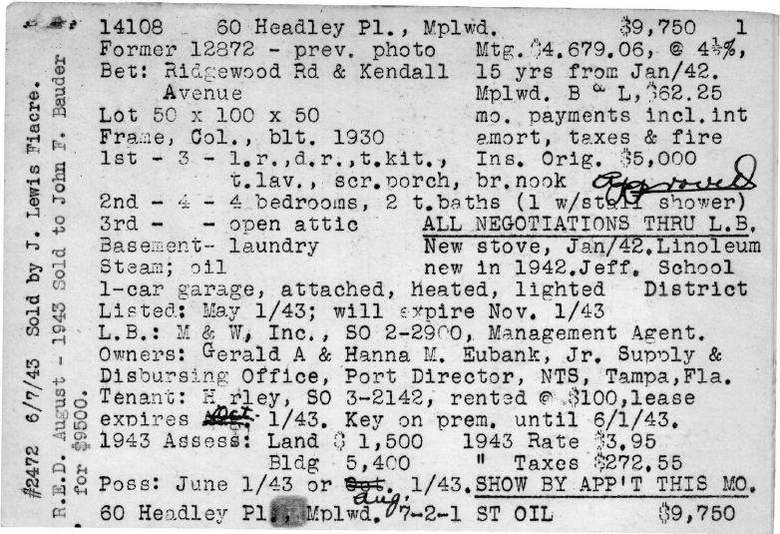 14108 60 Headley Pl., Mplwd. $9,750 1
Former 12872 - prev. photo Mtg. $4.679.06, @ 4½%,
Bet: Ridgewood Rd & Kendall 15 yrs from Jan/42.
Avenue Mplwd. B & L, $62.25
Lot 50 x 100 x 50 mo. payments incl.int
Frame, Col., blt. 1930 amort, taxes & fire
1st - 3 - l.r.,d.r.,t.kit., Ins. Orig. $5,000
t.lav., scr.porch, br.nook Approved
2nd - 4 - 4 bedrooms, 2 t.baths (1 w/stall shower)
3rd - - open attic ALL NEGOTIATIONS THRU L.B.
Basement- laundry New stove, Jan/42.Linoleum
Steam; oil new in 1942.Jeff. School
1-car garage, attached, heated, lighted District
Listed: May 1/43; will expire Nov. 1/43
L.B.: M & W, Inc., SO 2-2900, Management Agent.
Owners: Gerald A & Hanna M. Eubank, Jr. Supply &
Disbursing Office, Port Director, NTS, Tampa,Fla.
Tenant: H rley, SO 3-2142, rented @ $100,lease
expires Oct. 1/43. Key on prem. until 6/1/43.
1943 Assess: Land $ 1,500 1943 Rate $3.95
Bldg 5,400 " Taxes $272.55
Poss: June 1/43 or Oct. 1/43.SHOW BY APP'T THIS MO.
Aug.
60 Headley Pl., Mplwd. 7-2-1 ST OIL $9,750
#2472 6/7/43 Sold by J. Lewis Fiacre.
R.E.D. August - 1943 Sold to John F. Bauder
for $9500.